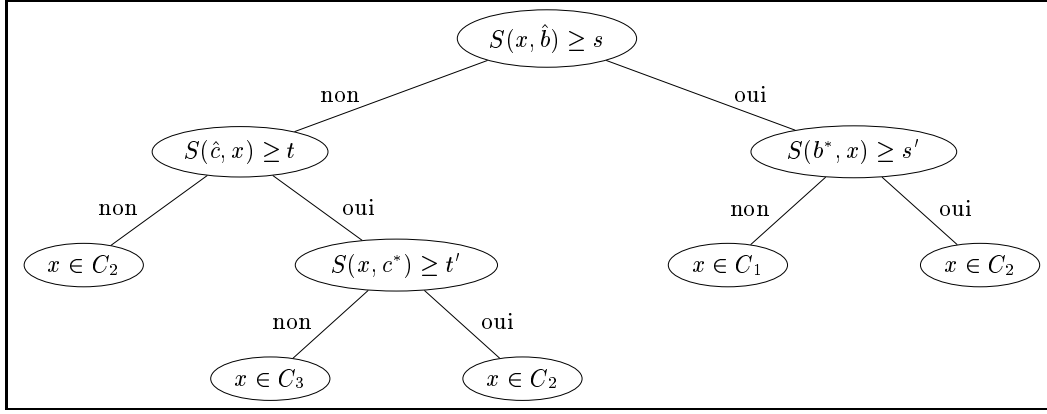 S(x, b̂) ≥ s
non
oui
S(ĉ, x) ≥ t
S(b*, x) ≥ s′
non
oui
non
oui
x ∈ C₂
S(x, c*) ≥ t′
x ∈ C₁
x ∈ C₂
non
oui
x ∈ C₃
x ∈ C₂